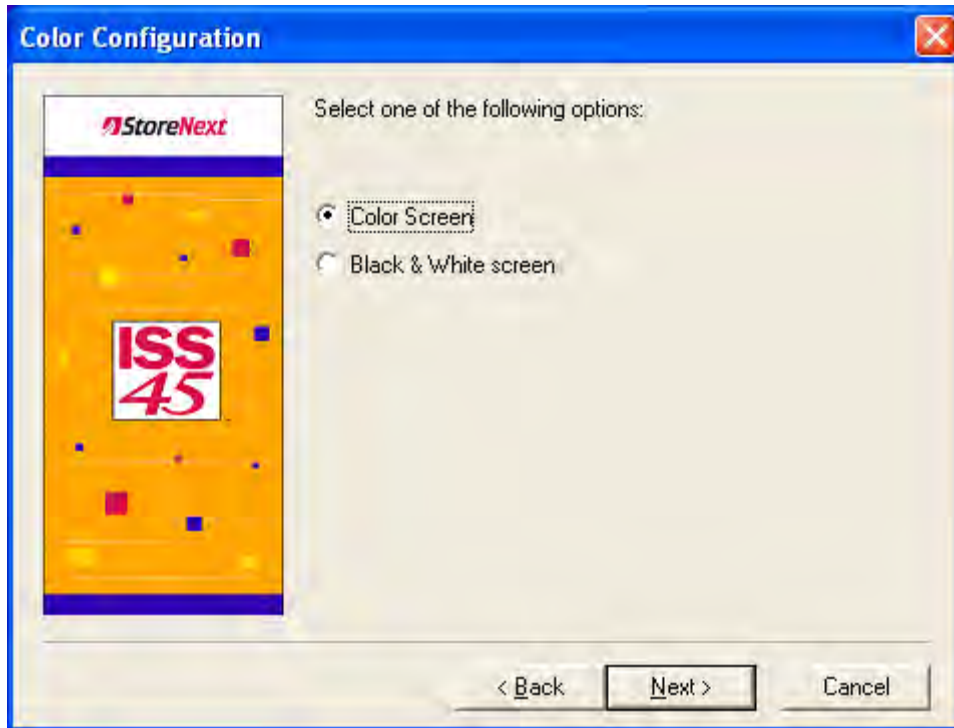 Color Configuration
StoreNext
Select one of the following options:
Color Screen
Black & White screen
ISS
45
< Back
Next >
Cancel